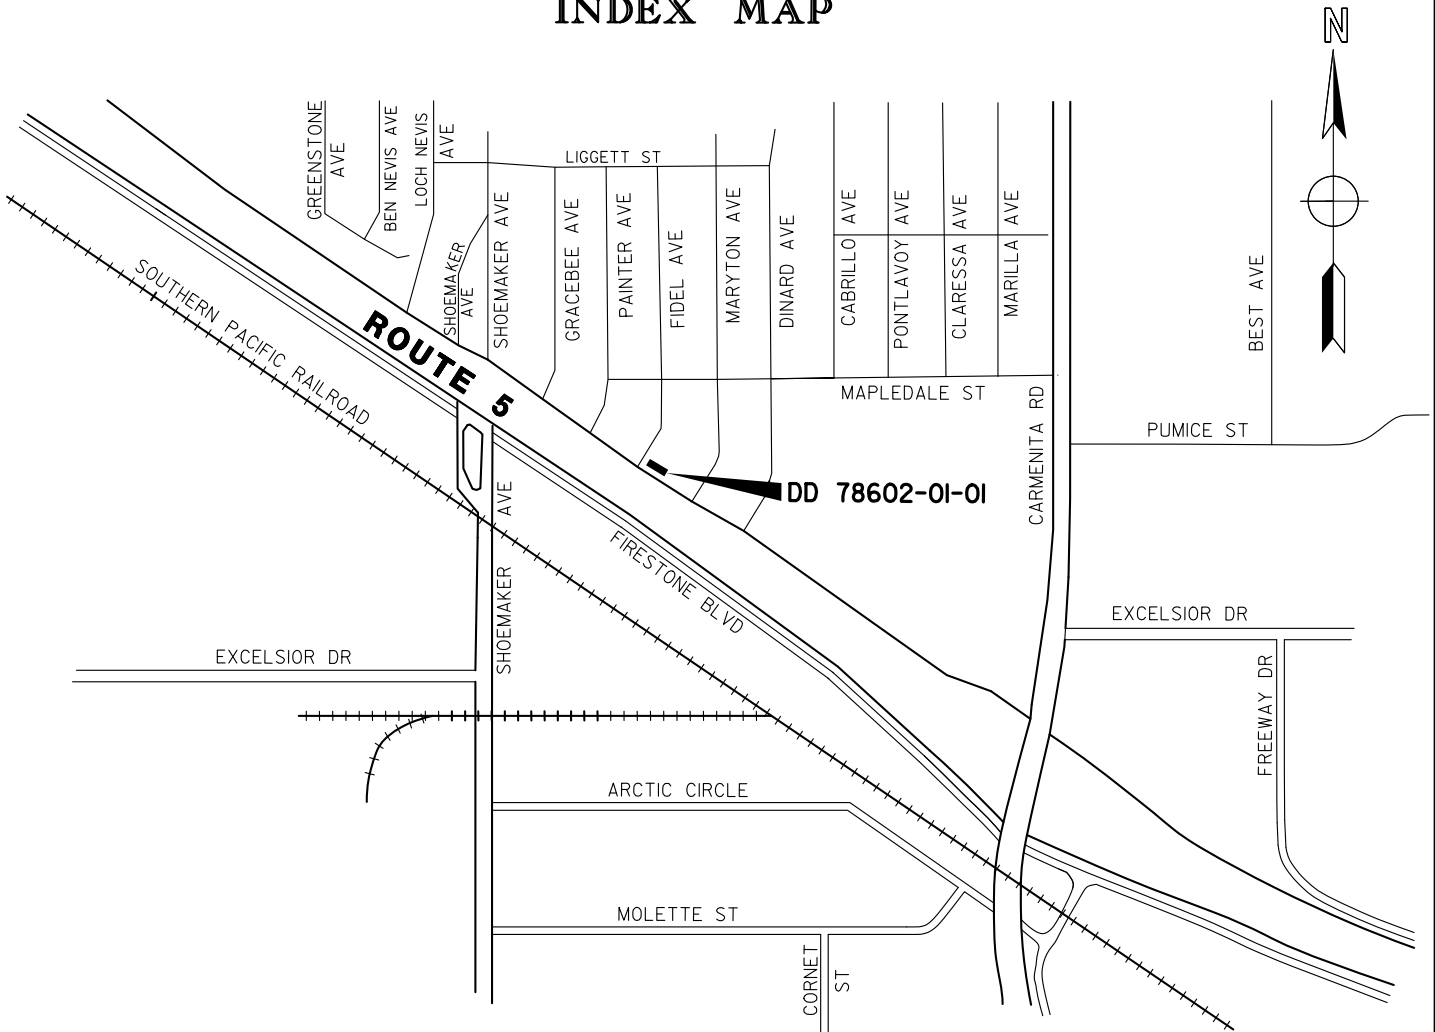 INDEX MAP
N
GREENSTONE
AVE
BEN NEVIS AVE
LOCH NEVIS
AVE
LIGGETT ST
SHOEMAKER
AVE
SHOEMAKER AVE
GRACEBEE AVE
PAINTER AVE
FIDEL AVE
MARYTON AVE
DINARD AVE
CABRILLO AVE
PONTLAVOY AVE
CLARESSA AVE
MARILLA AVE
BEST AVE
SOUTHERN PACIFIC RAILROAD
ROUTE 5
MAPLEDALE ST
CARMENITA RD
PUMICE ST
DD 78602-01-01
SHOEMAKER AVE
FIRESTONE BLVD
EXCELSIOR DR
EXCELSIOR DR
FREEWAY DR
ARCTIC CIRCLE
MOLETTE ST
CORNET
ST